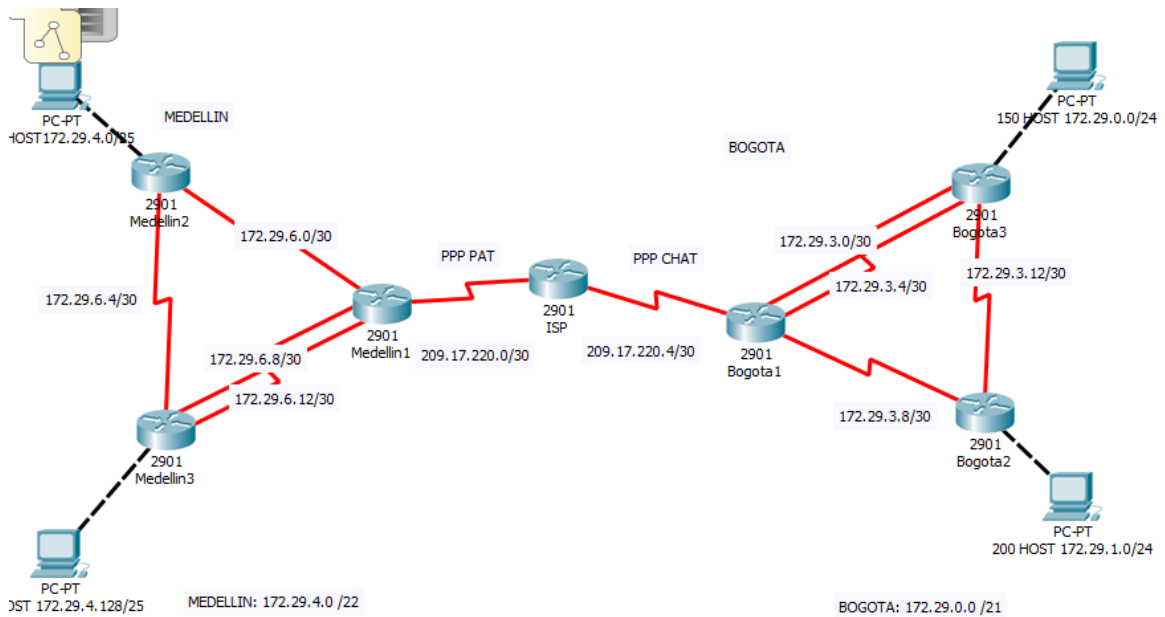 PC-PT
HOST172.29.4.0/25
MEDELLIN
2901
Medellin2
172.29.6.0/30
172.29.6.4/30
PPP PAT
2901
Medellin1
209.17.220.0/30
172.29.6.8/30
172.29.6.12/30
2901
Medellin3
PC-PT
172.29.4.128/25
MEDELLIN: 172.29.4.0 /22
2901
ISP
PPP CHAT
209.17.220.4/30
BOGOTA
PC-PT
150 HOST 172.29.0.0/24
2901
Bogota3
172.29.3.0/30
172.29.3.4/30
172.29.3.12/30
2901
Bogota1
172.29.3.8/30
2901
Bogota2
PC-PT
200 HOST 172.29.1.0/24
BOGOTA: 172.29.0.0 /21